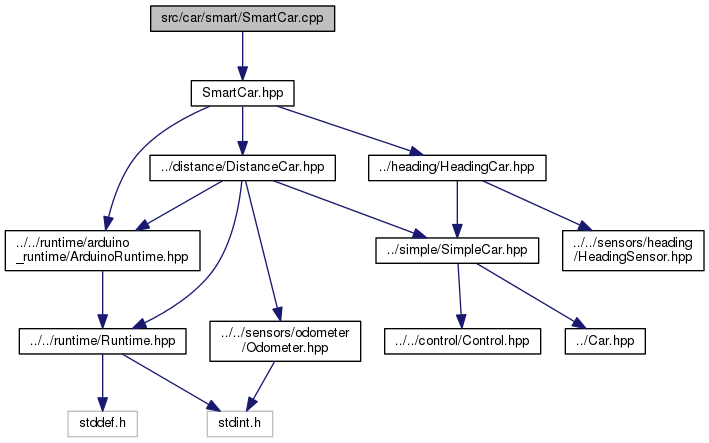 src/car/smart/SmartCar.cpp
SmartCar.hpp
../distance/DistanceCar.hpp
../heading/HeadingCar.hpp
../../runtime/arduino
_runtime/ArduinoRuntime.hpp
../simple/SimpleCar.hpp
../../sensors/heading
/HeadingSensor.hpp
../../runtime/Runtime.hpp
../../sensors/odometer
/Odometer.hpp
../../control/Control.hpp
../Car.hpp
stddef.h
stdint.h